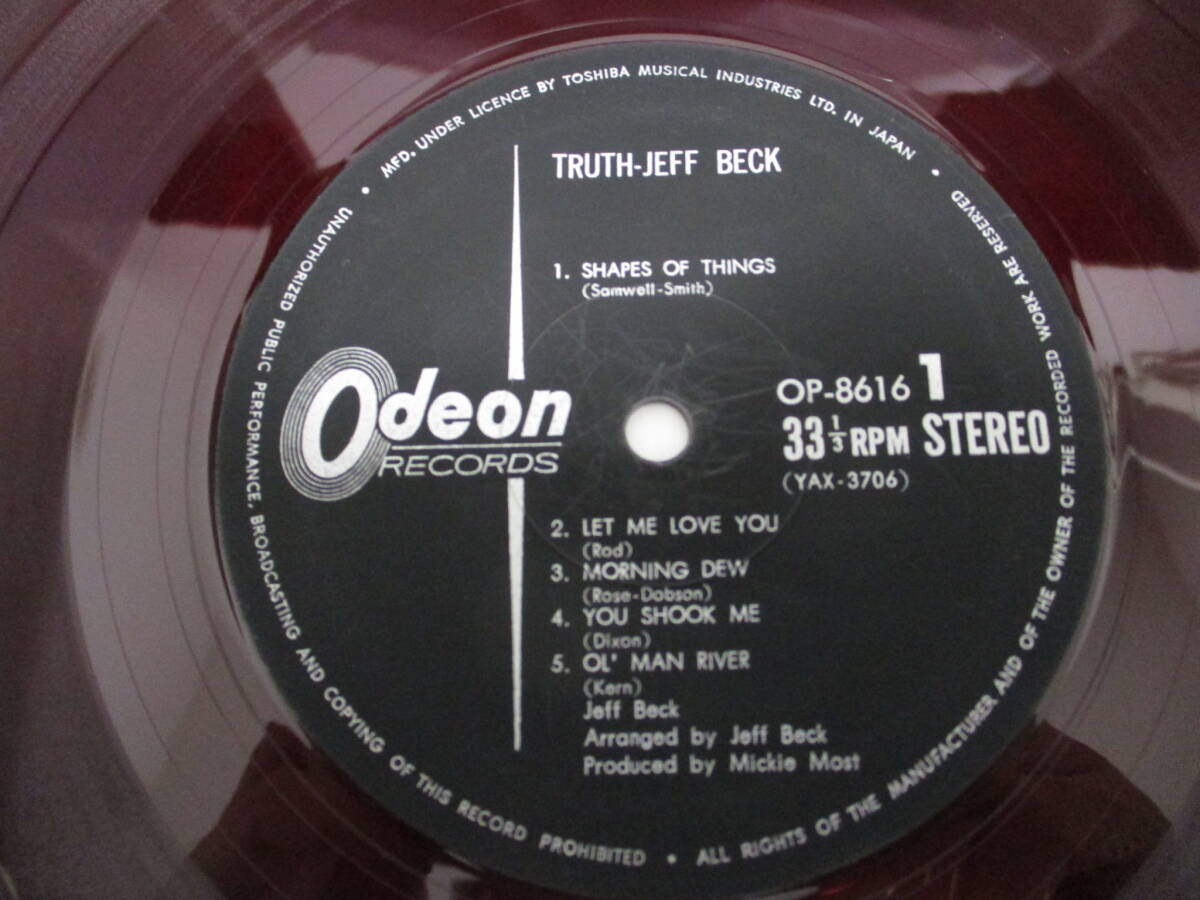 MFD. UNDER LICENCE BY TOSHIBA MUSICAL INDUSTRIES LTD. IN JAPAN •
TRUTH-JEFF BECK
1. SHAPES OF THINGS
(Samwell-Smith)
Odeon
RECORDS
OP-8616 1
33 1/3 RPM STEREO
(YAX-3706)
2. LET ME LOVE YOU
(Rod)
3. MORNING DEW
(Rose-Dobson)
4. YOU SHOOK ME
(Dixon)
5. OL' MAN RIVER
(Kern)
Jeff Beck
Arranged by Jeff Beck
Produced by Mickie Most
ALL RIGHTS OF THE MANUFACTURER AND OF THE OWNER OF THE RECORDED WORK ARE RESERVED
UNAUTHORIZED PUBLIC PERFORMANCE, BROADCASTING AND COPYING OF THIS RECORD PROHIBITED •